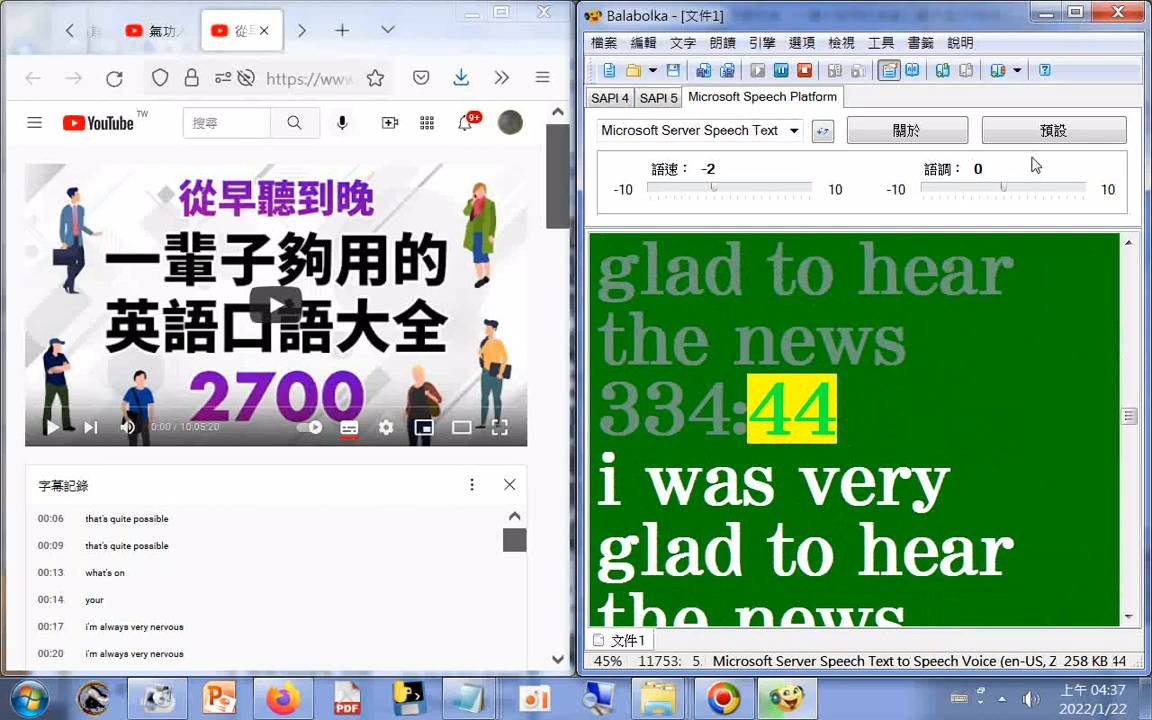 氣功
從
https://www
YouTube TW
搜尋
9+
從早聽到晚
一輩子夠用的
英語口語大全
2700
0:00 / 10:05:20
字幕記錄
00:06 that's quite possible
00:09 that's quite possible
00:13 what's on
00:14 your
00:17 i'm always very nervous
00:20 i'm always very nervous
Balabolka - [文件1]
檔案 編輯 文字 朗讀 引擎 選項 檢視 工具 書籤 說明
SAPI 4 SAPI 5 Microsoft Speech Platform
Microsoft Server Speech Text 關於 預設
語速: -2 語調: 0
-10 10 -10 10
glad to hear
the news
334:44
i was very
glad to hear
the news
文件1
45% 11753: 5 Microsoft Server Speech Text to Speech Voice (en-US, Z 258 KB 44
PDF
上午 04:37
2022/1/22